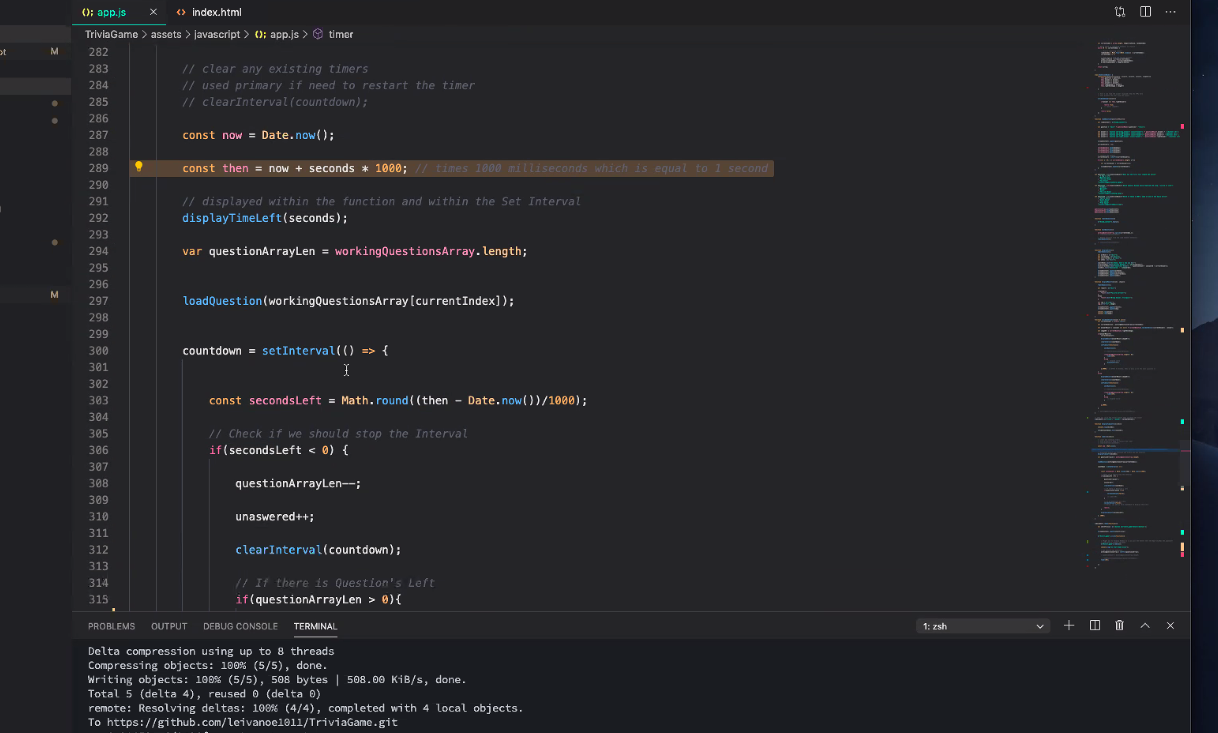 app.js index.html
TriviaGame > assets > javascript > app.js > timer
pt M
282
283 // clear any existing timers
284 // used primary if need to restart the timer
285 // clearInterval(countdown);
286
287 const now = Date.now();
288
289 const then = now + seconds * 1000; // times 1000 milliseconds which is equal to 1 second
290
291 // displayed within the function and within the Set Interval
292 displayTimeLeft(seconds);
293
294 var questionArrayLen = workingQuestionsArray.length;
295
296
297 loadQuestion(workingQuestionsArray[currentIndex]);
298
299
300 countdown = setInterval(() => {
301
302
303 const secondsLeft = Math.round((then - Date.now())/1000);
304
305 // Check if we should stop the Interval
306 if(secondsLeft < 0) {
307
308 questionArrayLen--;
309
310 unaswered++;
311
312 clearInterval(countdown);
313
314 // If there is Question's Left
315 if(questionArrayLen > 0){
M
PROBLEMS OUTPUT DEBUG CONSOLE TERMINAL 1: zsh
Delta compression using up to 8 threads
Compressing objects: 100% (5/5), done.
Writing objects: 100% (5/5), 508 bytes | 508.00 KiB/s, done.
Total 5 (delta 4), reused 0 (delta 0)
remote: Resolving deltas: 100% (4/4), completed with 4 local objects.
To https://github.com/leivanoe1011/TriviaGame.git